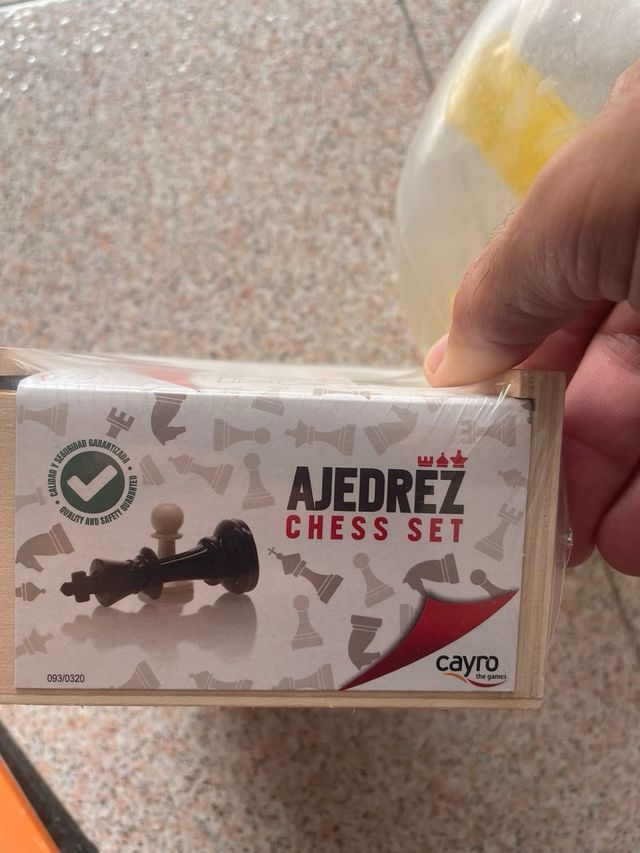 CALIDAD Y SEGURIDAD GARANTIZADA
QUALITY AND SAFETY GUARANTEED
AJEDREZ
CHESS SET
cayro
the games
093/0320